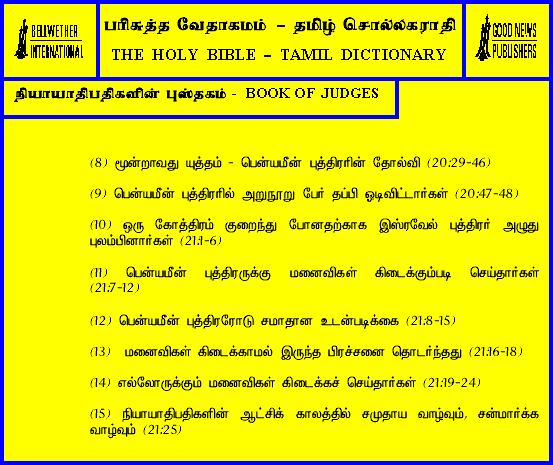 BELLWETHER
INTERNATIONAL
பரிசுத்த வேதாகமம் – தமிழ் சொல்லகராதி
THE HOLY BIBLE – TAMIL DICTIONARY
GOOD NEWS
PUBLISHERS
நியாயாதிபதிகளின் புஸ்தகம் - BOOK OF JUDGES
(8) மூன்றாவது யுத்தம் - பென்யமீன் புத்திரரின் தோல்வி (20:29-46)
(9) பென்யமீன் புத்திரரில் அறுநூறு பேர் தப்பி ஓடிவிட்டார்கள் (20:47-48)
(10) ஒரு கோத்திரம் குறைந்து போனதற்காக இஸ்ரவேல் புத்திரர் அழுது
புலம்பினார்கள் (21:1-6)
(11) பென்யமீன் புத்திரருக்கு மனைவிகள் கிடைக்கும்படி செய்தார்கள்
(21:7-12)
(12) பென்யமீன் புத்திரரோடு சமாதான உடன்படிக்கை (21:8-15)
(13) மனைவிகள் கிடைக்காமல் இருந்த பிரச்சனை தொடர்ந்தது (21:16-18)
(14) எல்லோருக்கும் மனைவிகள் கிடைக்கச் செய்தார்கள் (21:19-24)
(15) நியாயாதிபதிகளின் ஆட்சிக் காலத்தில் சமுதாய வாழ்வும், சன்மார்க்க
வாழ்வும் (21:25)